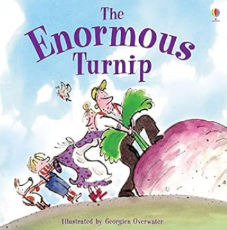 The
Enormous
Turnip
Illustrated by Georgien Overwater